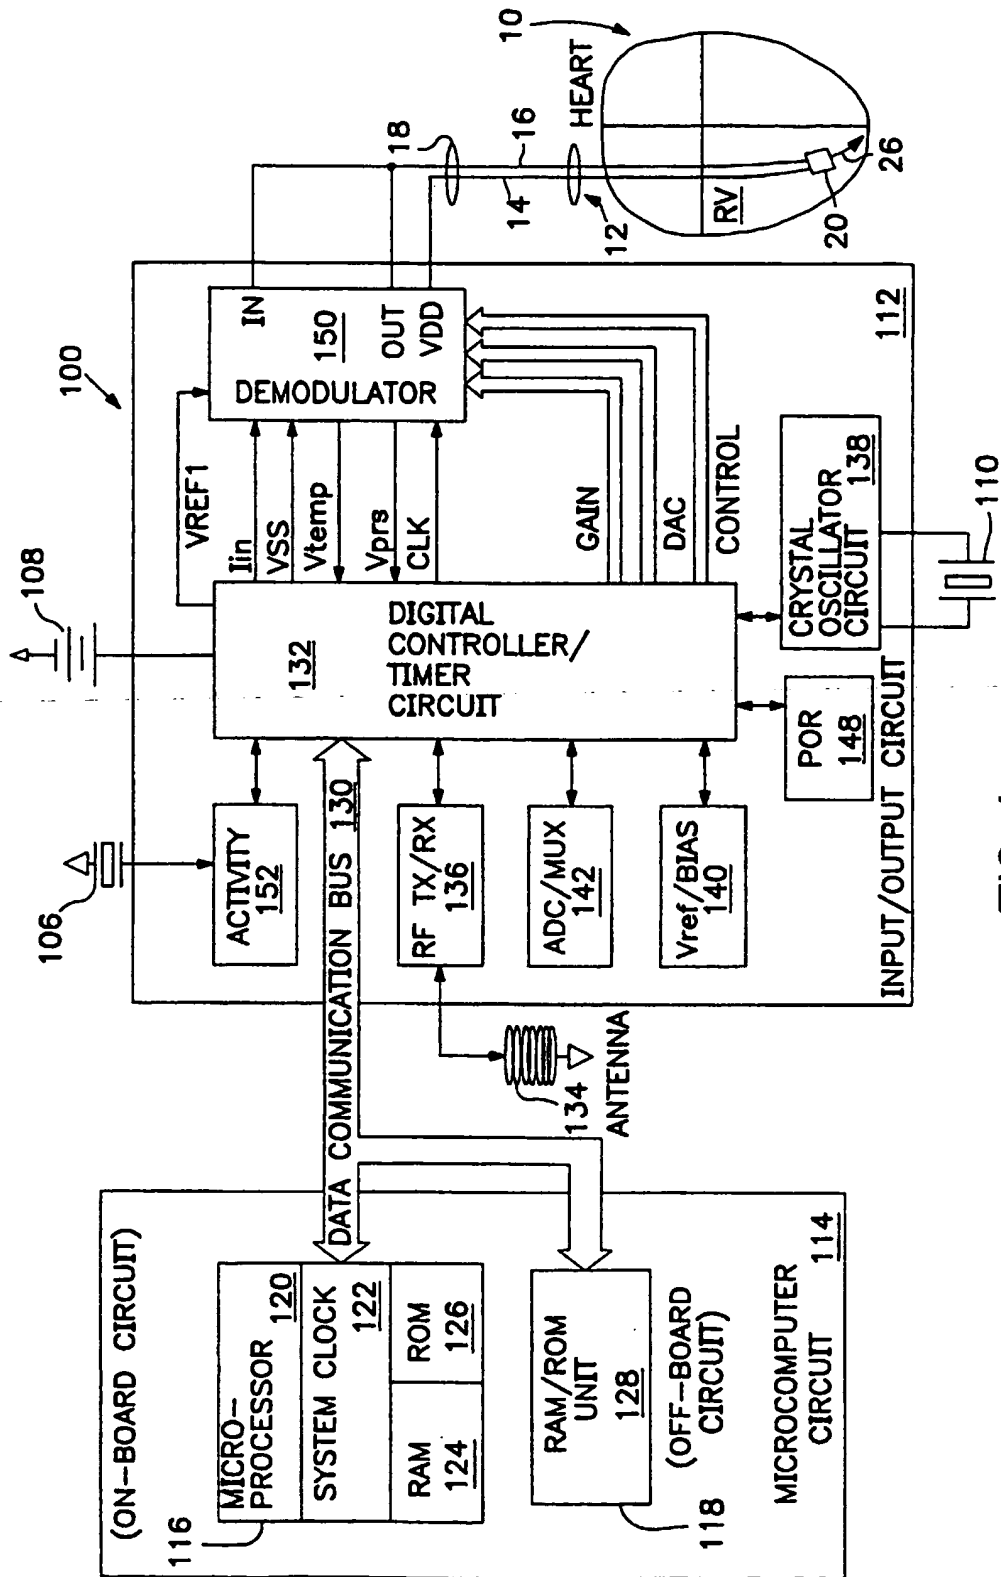 100
10
HEART
18
16
14
12
RV
20
26
108
VREF1
IN
150
OUT
VDD
DEMODULATOR
Iin
VSS
Vtemp
Vprs
CLK
GAIN
DAC
CONTROL
112
106
ACTIVITY
152
132
DIGITAL
CONTROLLER/
TIMER
CIRCUIT
CRYSTAL
OSCILLATOR
CIRCUIT
138
110
DATA COMMUNICATION BUS 130
RF TX/RX
136
ADC/MUX
142
Vref/BIAS
140
POR
148
INPUT/OUTPUT CIRCUIT
134
ANTENNA
(ON-BOARD CIRCUIT)
116
MICRO-
PROCESSOR
120
SYSTEM CLOCK
122
RAM
124
ROM
126
RAM/ROM
UNIT
128
118
(OFF-BOARD
CIRCUIT)
MICROCOMPUTER
CIRCUIT
114